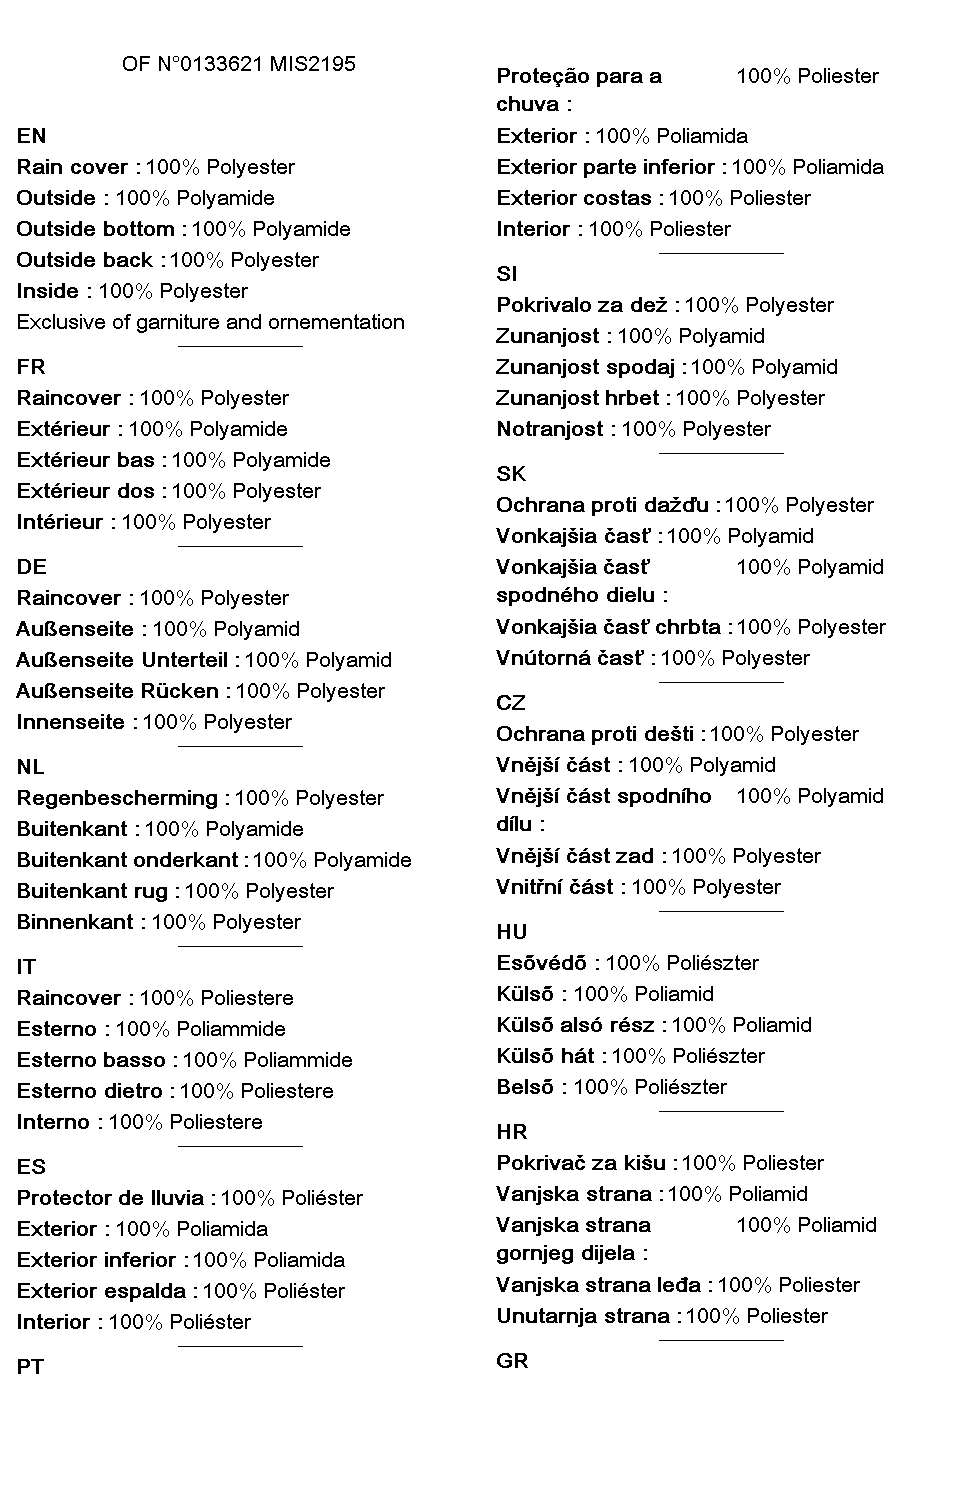 OF N°0133621 MIS2195
EN
Rain cover : 100% Polyester
Outside : 100% Polyamide
Outside bottom : 100% Polyamide
Outside back : 100% Polyester
Inside : 100% Polyester
Exclusive of garniture and ornementation
FR
Raincover : 100% Polyester
Extérieur : 100% Polyamide
Extérieur bas : 100% Polyamide
Extérieur dos : 100% Polyester
Intérieur : 100% Polyester
DE
Raincover : 100% Polyester
Außenseite : 100% Polyamid
Außenseite Unterteil : 100% Polyamid
Außenseite Rücken : 100% Polyester
Innenseite : 100% Polyester
NL
Regenbescherming : 100% Polyester
Buitenkant : 100% Polyamide
Buitenkant onderkant : 100% Polyamide
Buitenkant rug : 100% Polyester
Binnenkant : 100% Polyester
IT
Raincover : 100% Poliestere
Esterno : 100% Poliammide
Esterno basso : 100% Poliammide
Esterno dietro : 100% Poliestere
Interno : 100% Poliestere
ES
Protector de lluvia : 100% Poliéster
Exterior : 100% Poliamida
Exterior inferior : 100% Poliamida
Exterior espalda : 100% Poliéster
Interior : 100% Poliéster
PT
Proteção para a 100% Poliester
chuva :
Exterior : 100% Poliamida
Exterior parte inferior : 100% Poliamida
Exterior costas : 100% Poliester
Interior : 100% Poliester
SI
Pokrivalo za dež : 100% Polyester
Zunanjost : 100% Polyamid
Zunanjost spodaj : 100% Polyamid
Zunanjost hrbet : 100% Polyester
Notranjost : 100% Polyester
SK
Ochrana proti dažďu : 100% Polyester
Vonkajšia časť : 100% Polyamid
Vonkajšia časť 100% Polyamid
spodného dielu :
Vonkajšia časť chrbta : 100% Polyester
Vnútorná časť : 100% Polyester
CZ
Ochrana proti dešti : 100% Polyester
Vnější část : 100% Polyamid
Vnější část spodního 100% Polyamid
dílu :
Vnější část zad : 100% Polyester
Vnitřní část : 100% Polyester
HU
Esõvédõ : 100% Poliészter
Külsõ : 100% Poliamid
Külsõ alsó rész : 100% Poliamid
Külsõ hát : 100% Poliészter
Belsõ : 100% Poliészter
HR
Pokrivač za kišu : 100% Poliester
Vanjska strana : 100% Poliamid
Vanjska strana 100% Poliamid
gornjeg dijela :
Vanjska strana leđa : 100% Poliester
Unutarnja strana : 100% Poliester
GR